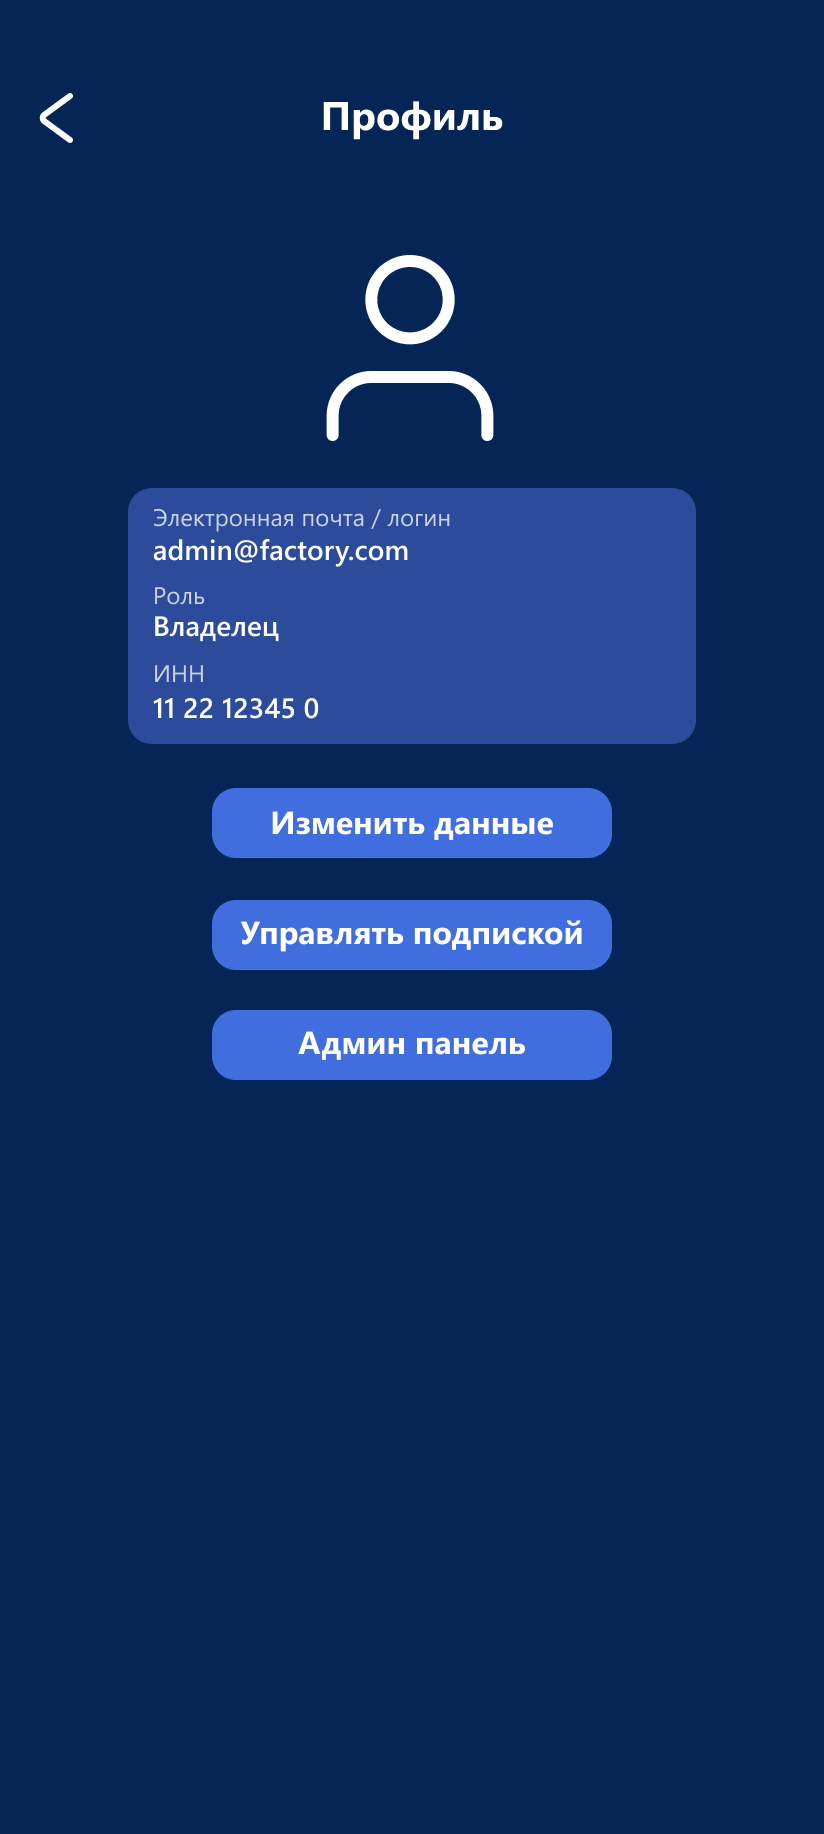 Профиль
Электронная почта / логин
admin@factory.com
Роль
Владелец
ИНН
11 22 12345 0
Изменить данные
Управлять подпиской
Админ панель